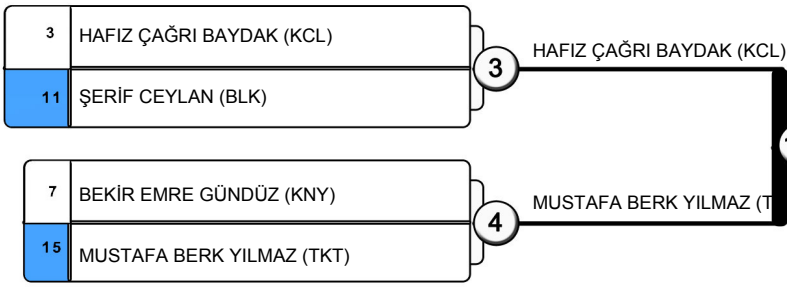 3 HAFIZ ÇAĞRI BAYDAK (KCL)
11 ŞERİF CEYLAN (BLK)
3
HAFIZ ÇAĞRI BAYDAK (KCL)
7 BEKİR EMRE GÜNDÜZ (KNY)
15 MUSTAFA BERK YILMAZ (TKT)
4
MUSTAFA BERK YILMAZ (T